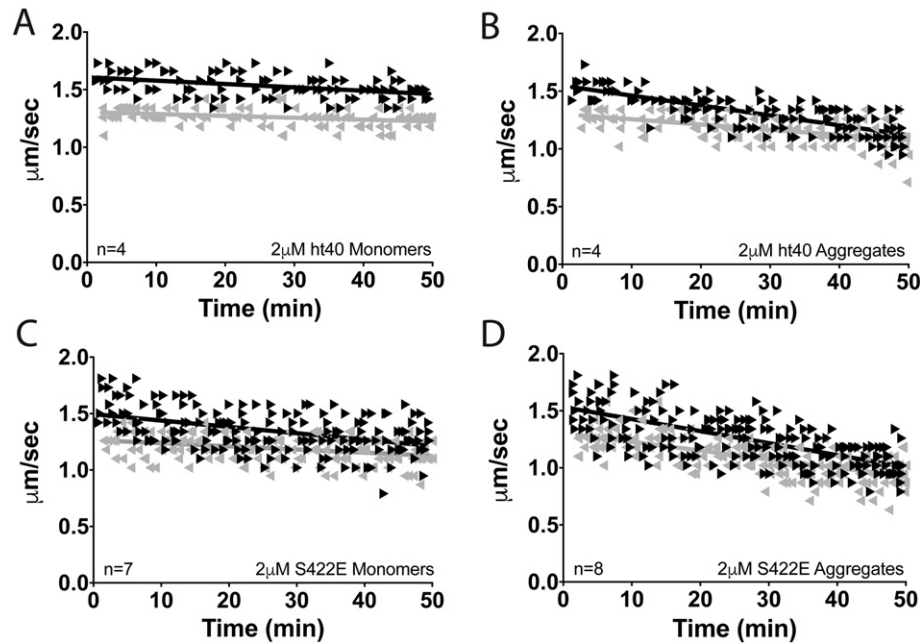 A
2.0
1.5
1.0
0.5
0.0
μm/sec
n=4
2μM ht40 Monomers
0 10 20 30 40 50
Time (min)
B
2.0
1.5
1.0
0.5
0.0
μm/sec
n=4
2μM ht40 Aggregates
0 10 20 30 40 50
Time (min)
C
2.0
1.5
1.0
0.5
0.0
μm/sec
n=7
2μM S422E Monomers
0 10 20 30 40 50
Time (min)
D
2.0
1.5
1.0
0.5
0.0
μm/sec
n=8
2μM S422E Aggregates
0 10 20 30 40 50
Time (min)